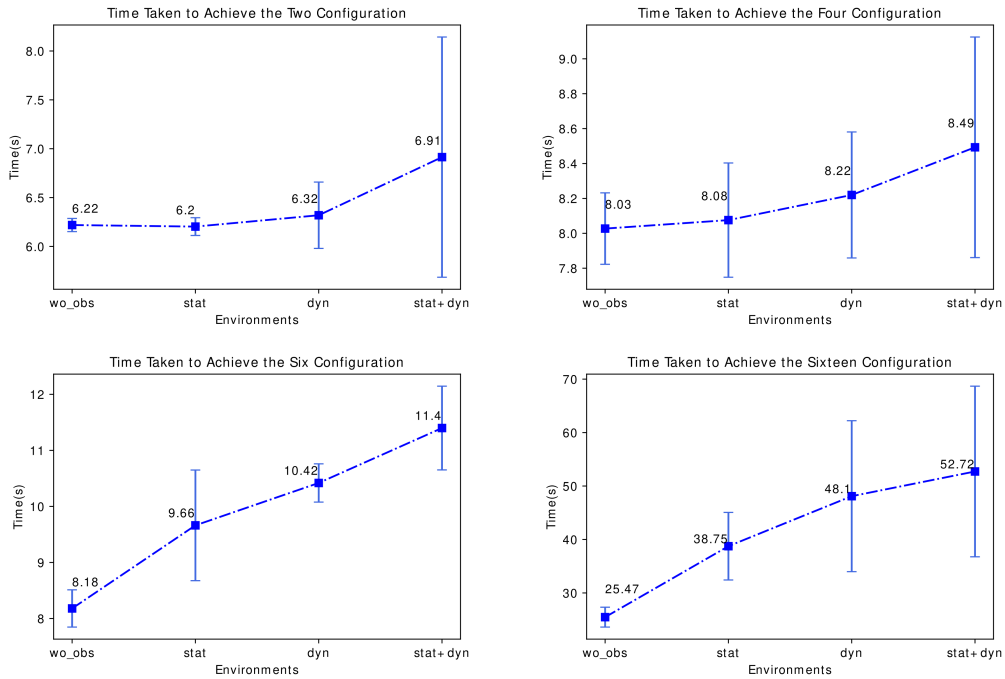 Time Taken to Achieve the Two Configuration
Time(s)
8.0
7.5
7.0
6.5
6.0
6.22
6.2
6.32
6.91
wo_obs
stat
dyn
stat+dyn
Environments
Time Taken to Achieve the Four Configuration
Time(s)
9.0
8.8
8.6
8.4
8.2
8.0
7.8
8.03
8.08
8.22
8.49
wo_obs
stat
dyn
stat+dyn
Environments
Time Taken to Achieve the Six Configuration
Time(s)
12
11
10
9
8
8.18
9.66
10.42
11.4
wo_obs
stat
dyn
stat+dyn
Environments
Time Taken to Achieve the Sixteen Configuration
Time(s)
70
60
50
40
30
25.47
38.75
48.1
52.72
wo_obs
stat
dyn
stat+dyn
Environments